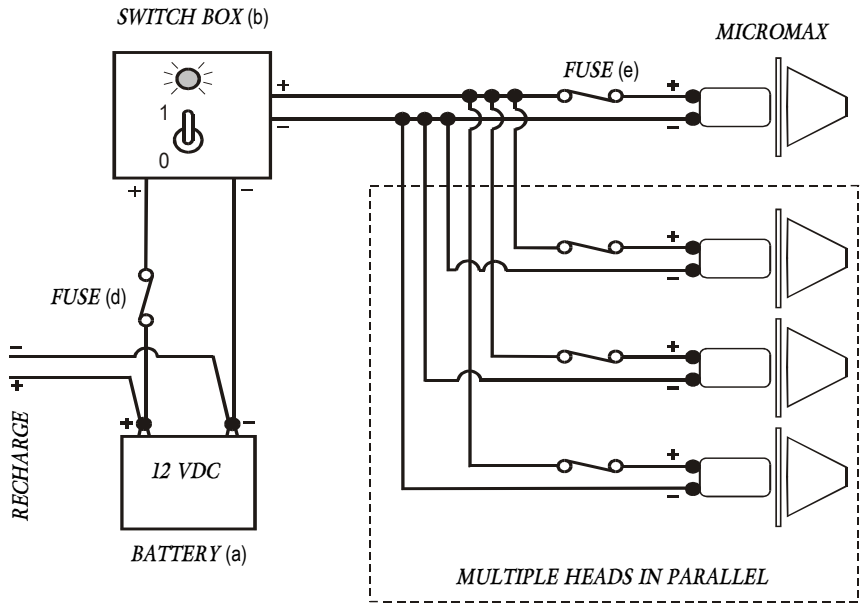 SWITCH BOX (b)
MICROMAX
FUSE (e)
1
0
+
−
+
−
+
−
FUSE (d)
+
−
−
+
+
−
RECHARGE
12 VDC
BATTERY (a)
+
−
+
−
+
−
MULTIPLE HEADS IN PARALLEL